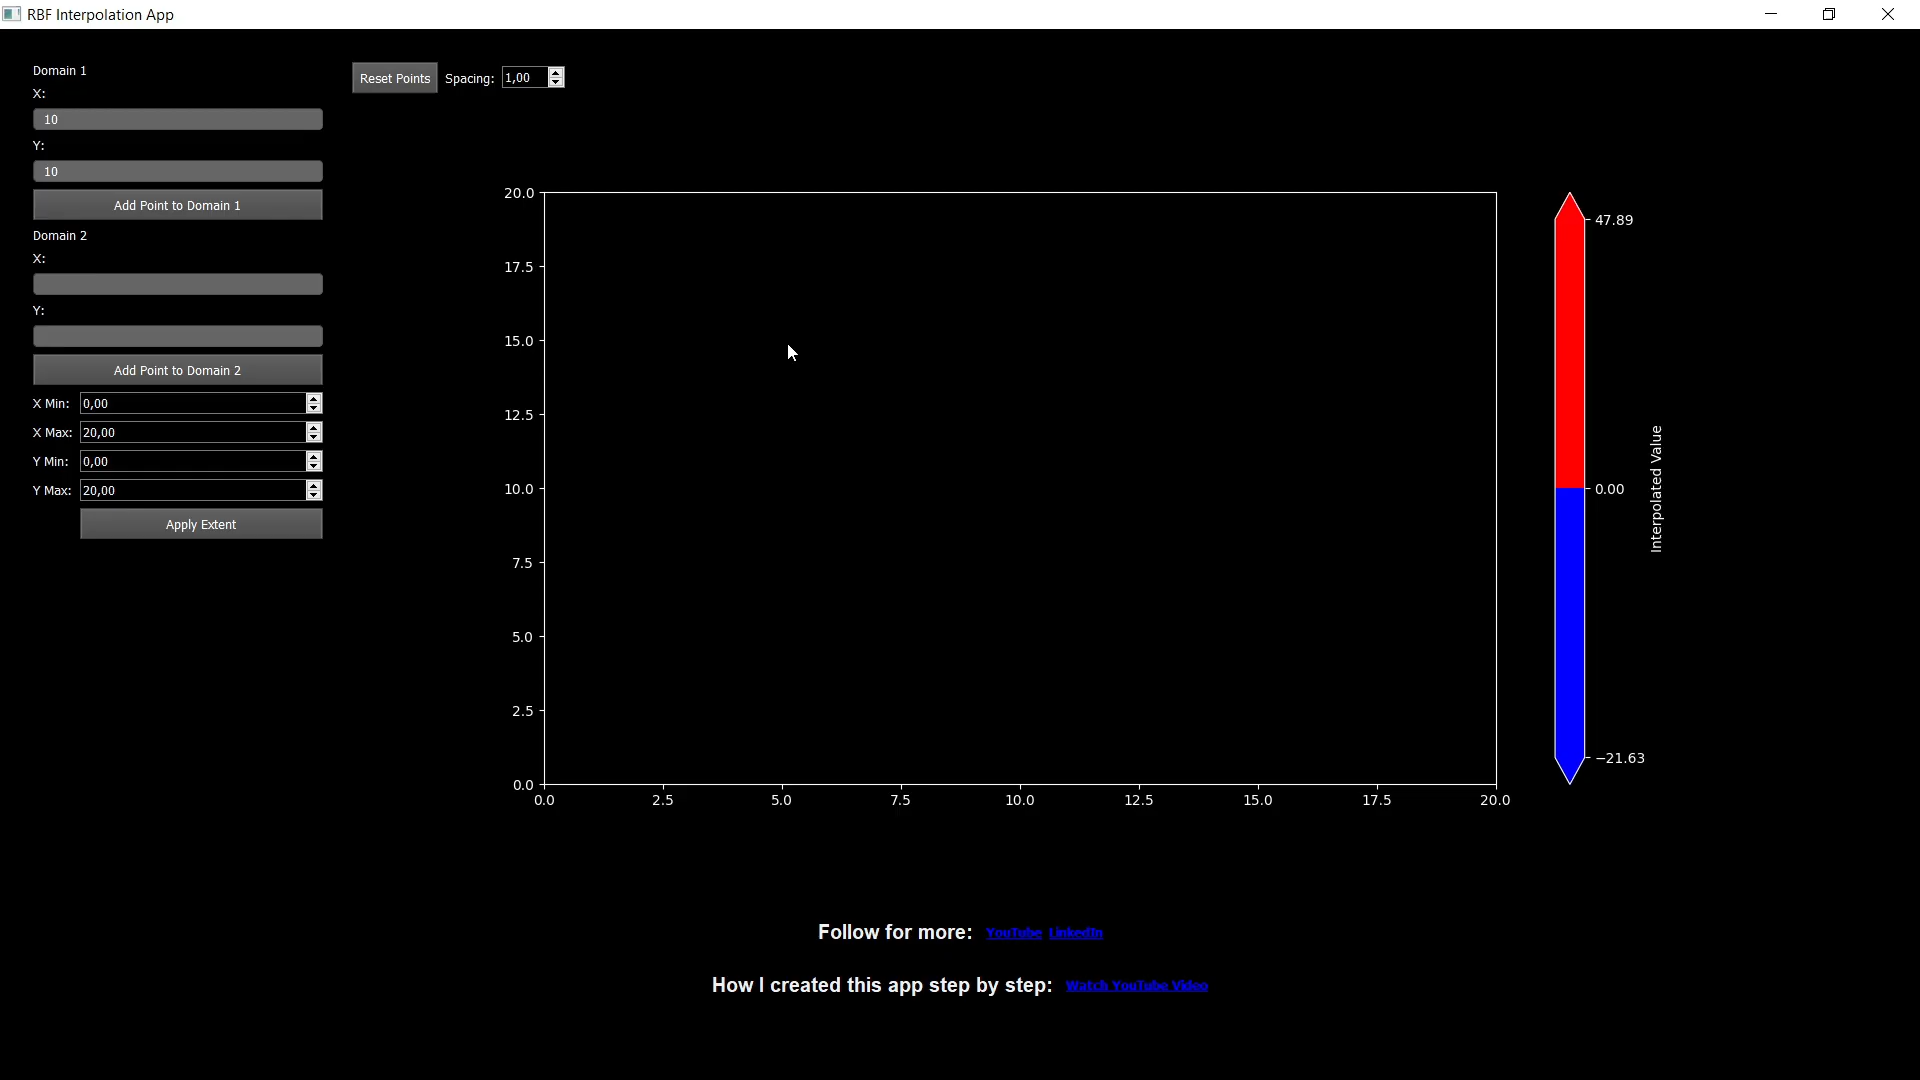 RBF Interpolation App
Domain 1
X:
10
Y:
10
Add Point to Domain 1
Domain 2
X:
Y:
Add Point to Domain 2
X Min: 0,00
X Max: 20,00
Y Min: 0,00
Y Max: 20,00
Apply Extent
Reset Points Spacing: 1,00
20.0
17.5
15.0
12.5
10.0
7.5
5.0
2.5
0.0
0.0 2.5 5.0 7.5 10.0 12.5 15.0 17.5 20.0
47.89
0.00
−21.63
Interpolated Value
Follow for more: YouTube LinkedIn
How I created this app step by step: Watch YouTube Video